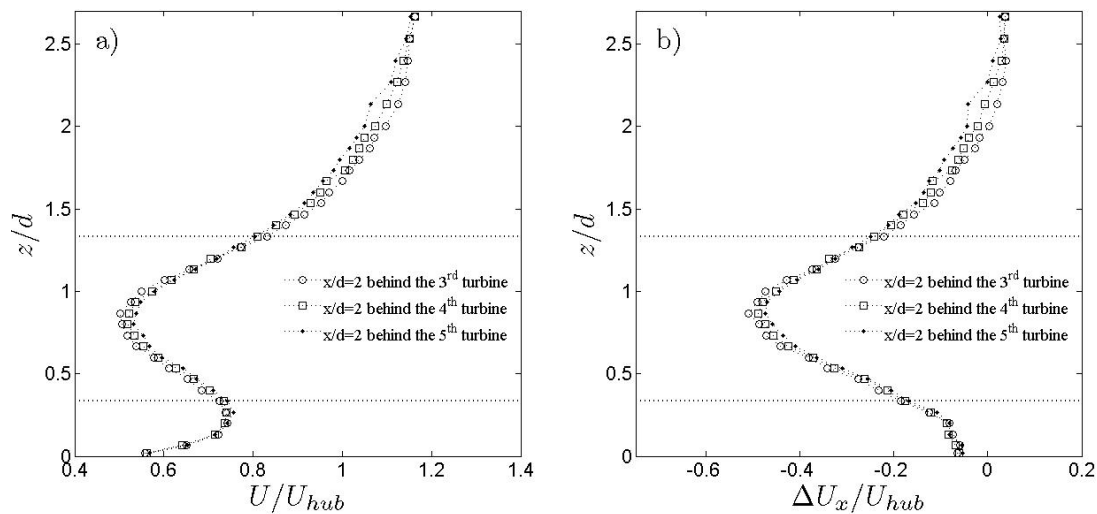 a)
2.5
2
1.5
1
0.5
0
z/d
x/d=2 behind the 3rd turbine
x/d=2 behind the 4th turbine
x/d=2 behind the 5th turbine
0.4 0.6 0.8 1 1.2 1.4
U/U_hub
b)
2.5
2
1.5
1
0.5
0
z/d
x/d=2 behind the 3rd turbine
x/d=2 behind the 4th turbine
x/d=2 behind the 5th turbine
-0.6 -0.4 -0.2 0 0.2
ΔU_x/U_hub